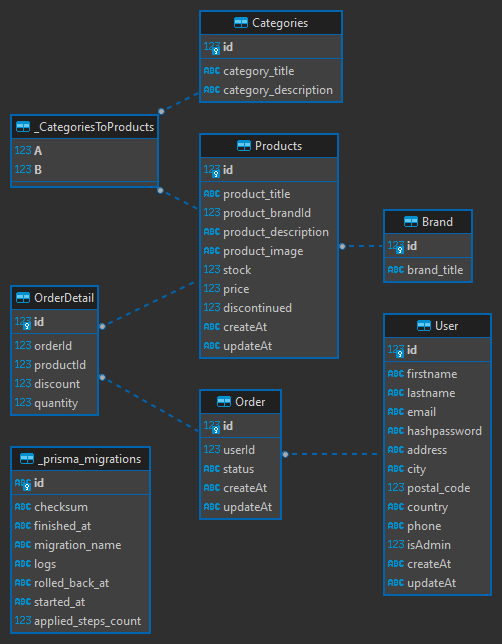 Categories
123 id
ABC category_title
ABC category_description
_CategoriesToProducts
123 A
123 B
Products
123 id
ABC product_title
123 product_brandId
ABC product_description
ABC product_image
123 stock
123 price
123 discontinued
ABC createAt
ABC updateAt
Brand
123 id
ABC brand_title
OrderDetail
123 id
123 orderId
123 productId
123 discount
123 quantity
User
ABC id
ABC firstname
ABC lastname
ABC email
ABC hashpassword
ABC address
ABC city
123 postal_code
ABC country
ABC phone
123 isAdmin
ABC createAt
ABC updateAt
Order
123 id
123 userId
ABC status
ABC createAt
ABC updateAt
_prisma_migrations
ABC id
ABC checksum
ABC finished_at
ABC migration_name
ABC logs
ABC rolled_back_at
ABC started_at
123 applied_steps_count